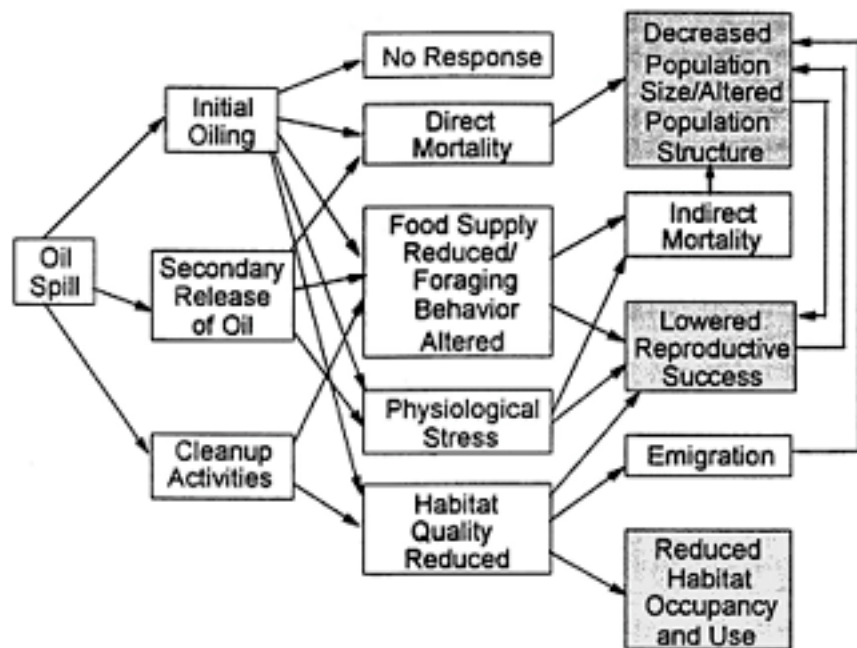 Oil
Spill
Initial
Oiling
Secondary
Release
of Oil
Cleanup
Activities
No Response
Direct
Mortality
Food Supply
Reduced/
Foraging
Behavior
Altered
Physiological
Stress
Habitat
Quality
Reduced
Decreased
Population
Size/Altered
Population
Structure
Indirect
Mortality
Lowered
Reproductive
Success
Emigration
Reduced
Habitat
Occupancy
and Use